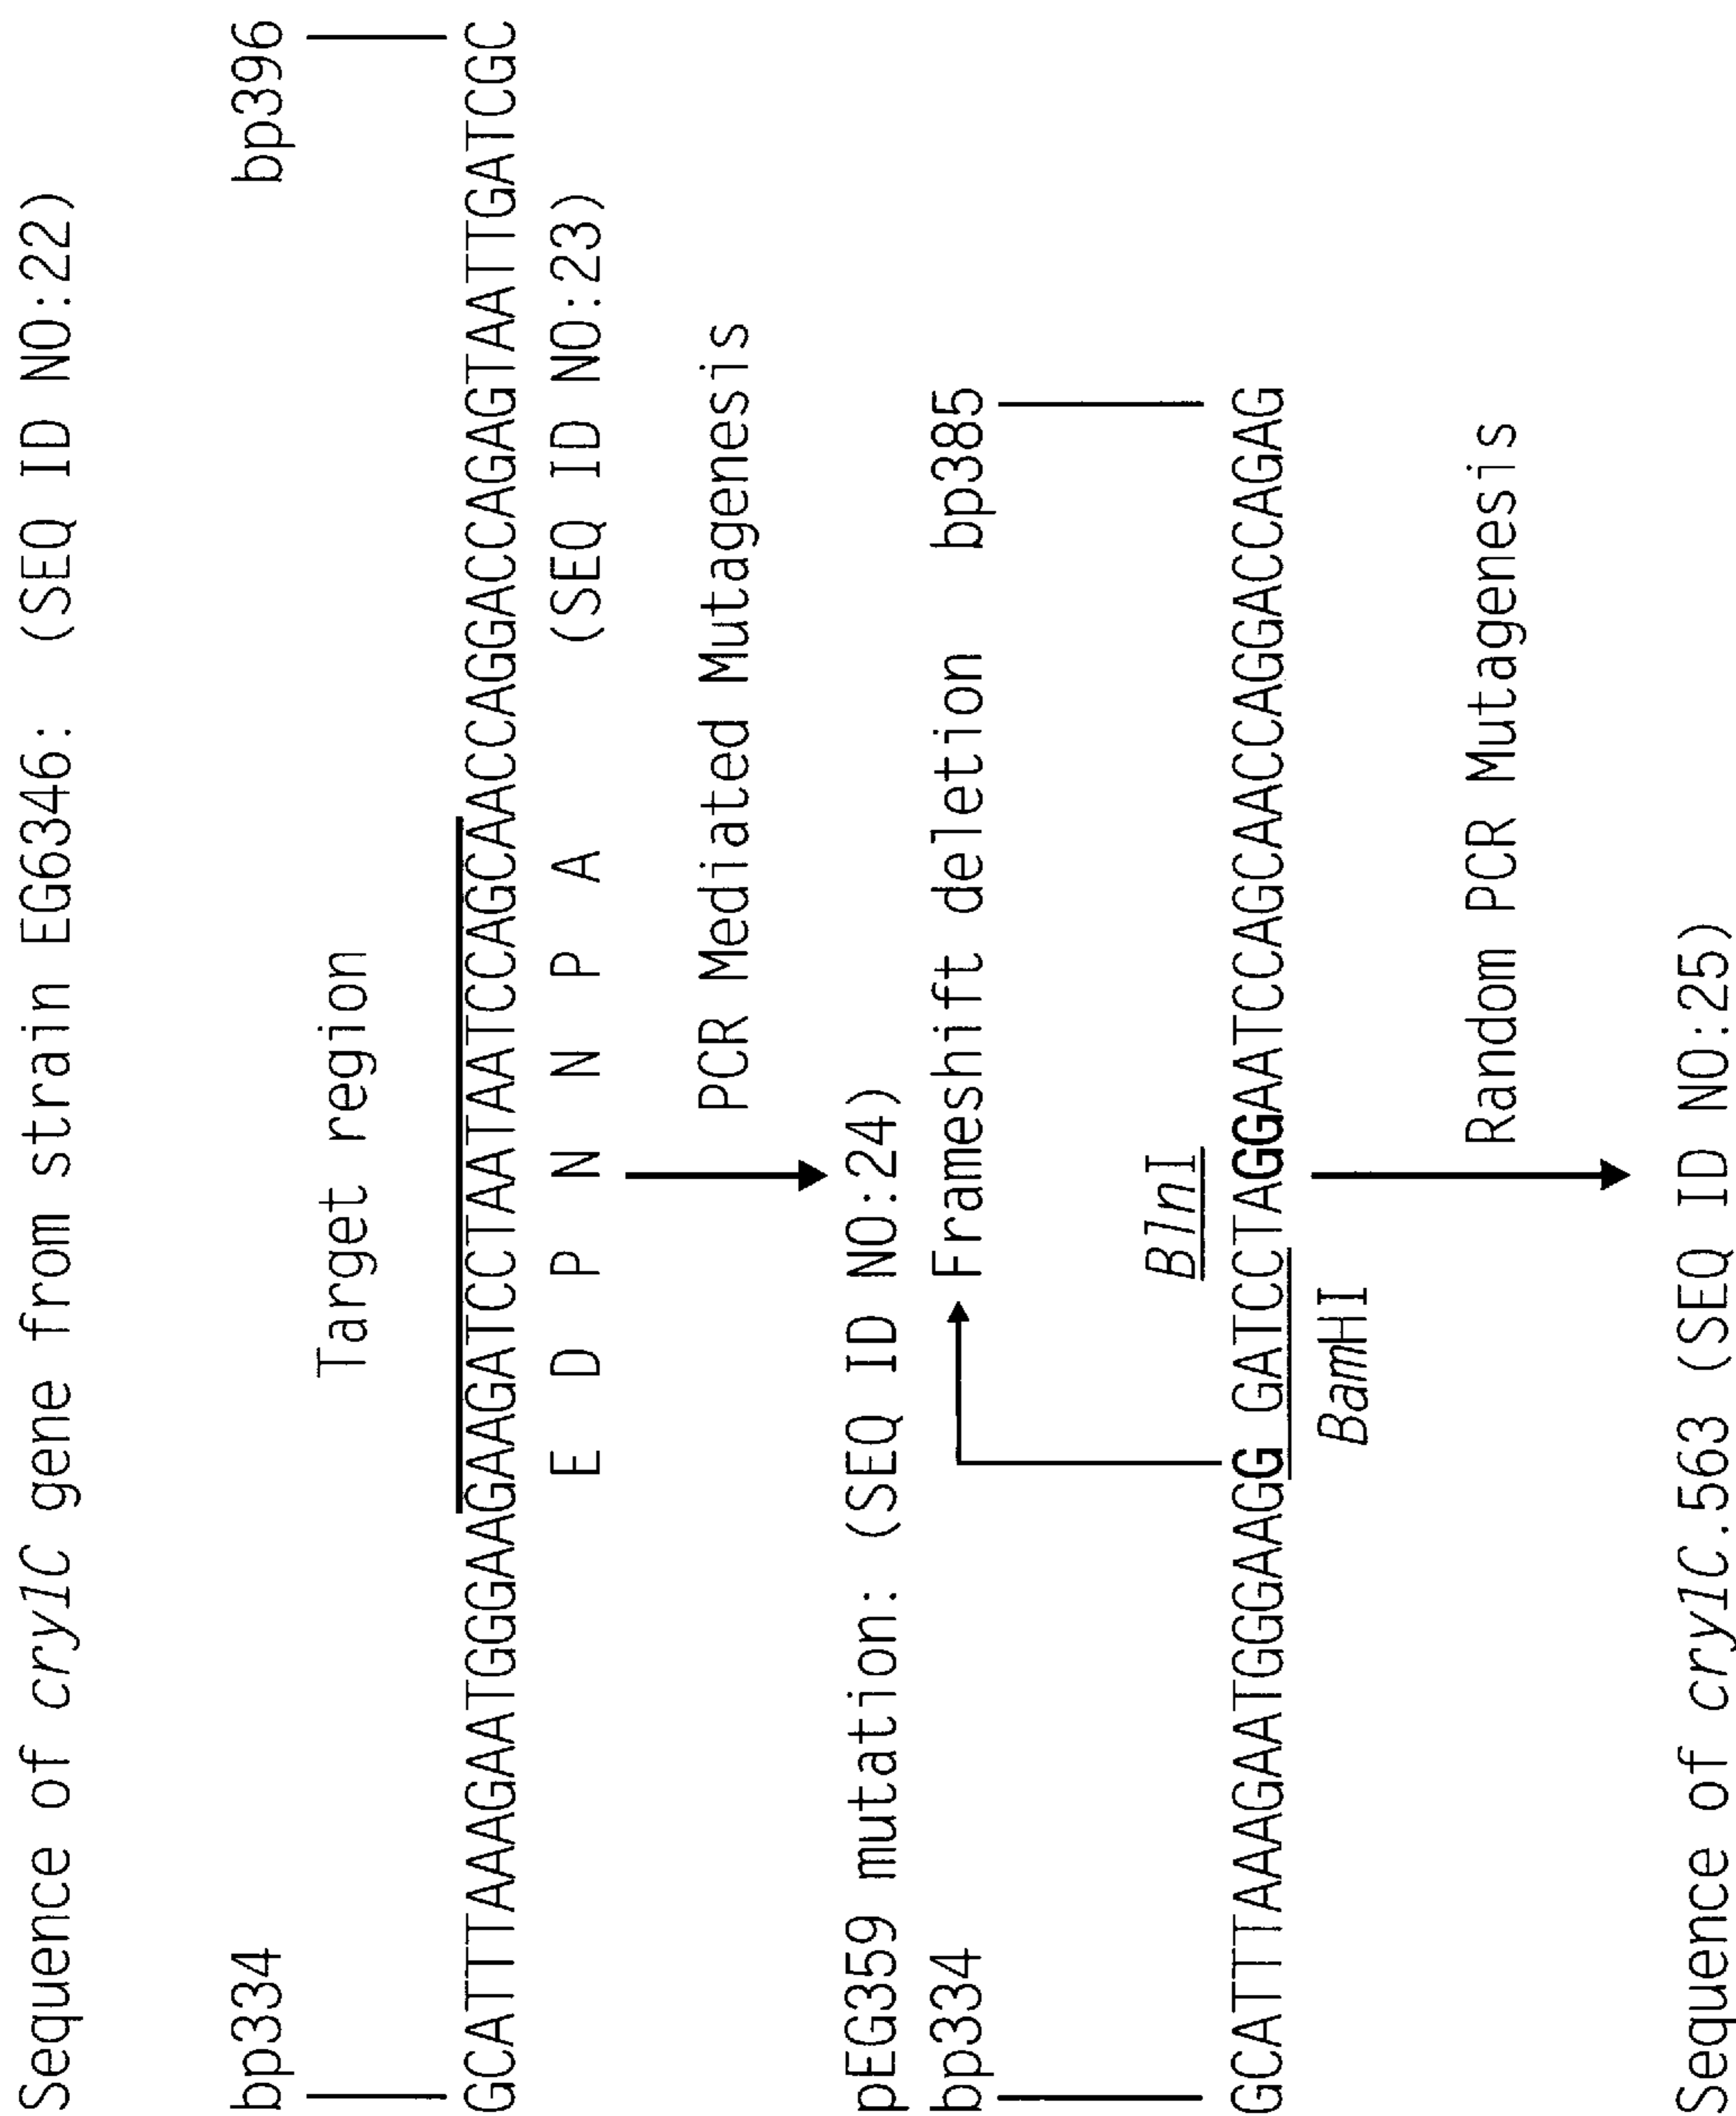 Sequence of cry1C gene from strain EG6346: (SEQ ID NO:22)
bp334 bp396
Target region
GCATTTAAAGAATGGGAAGAAGATCCTAATAATCCAGCAACCAGGACCAGAGTAATTGATCGC
E D P N N P A (SEQ ID NO:23)
PCR Mediated Mutagenesis
pEG359 mutation: (SEQ ID NO:24)
bp334 Frameshift deletion bp385
BlnI
GCATTTAAAGAATGGGAAGG GATCCTAGGAATCCAGCAACCAGGACCAGAG
BamHI
Random PCR Mutagenesis
Sequence of cry1C.563 (SEQ ID NO:25)